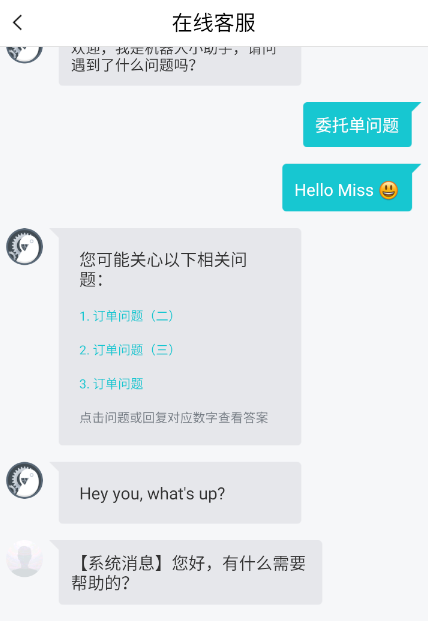 在线客服
欢迎，我是机器人小助手，请问
遇到了什么问题吗？
委托单问题
Hello Miss 😃
您可能关心以下相关问
题：
1. 订单问题（二）
2. 订单问题（三）
3. 订单问题
点击问题或回复对应数字查看答案
Hey you, what's up?
【系统消息】您好，有什么需要
帮助的？